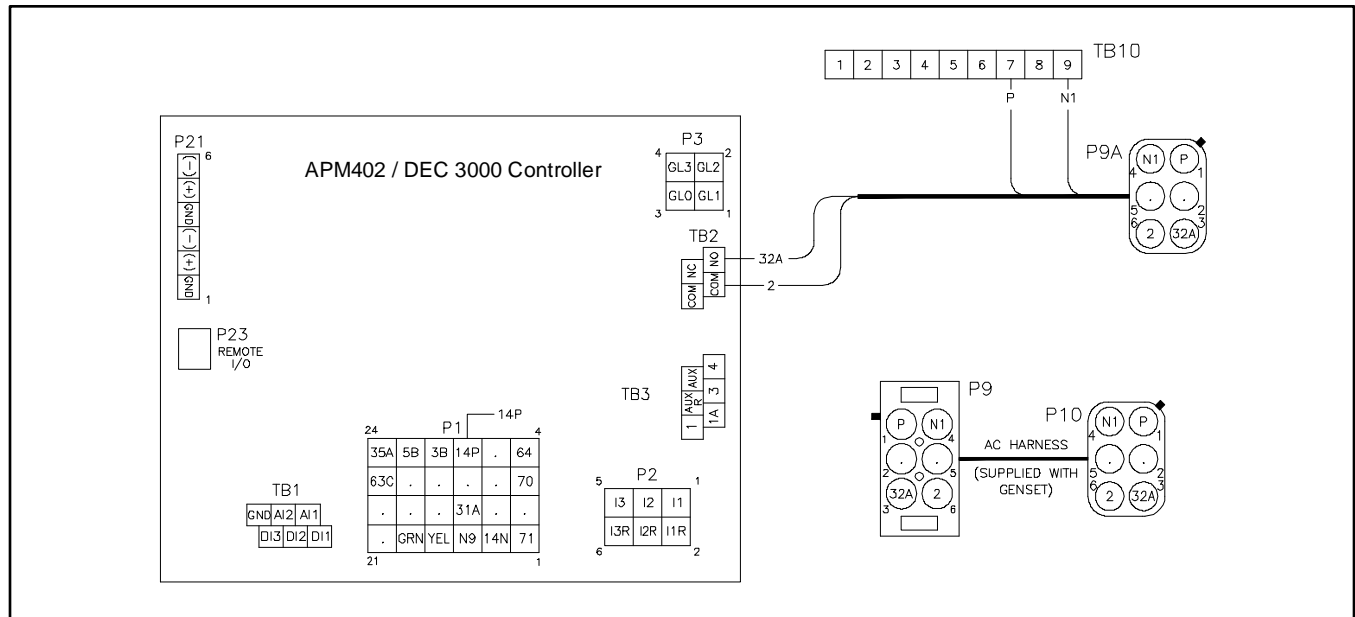 1 2 3 4 5 6 7 8 9 TB10
P N1
P21
6
(-)
(+)
GND
(-)
(+)
GND
1
APM402 / DEC 3000 Controller
P3
4 2
GL3 GL2
GL0 GL1
3 1
TB2
COM NC
COM NO
32A
2
P9A
N1 P
4 1
. .
5 2
6 3
2 32A
P23
REMOTE
I/O
TB3
1 AUX R AUX
1A 3 4
14P
24 P1 4
35A 5B 3B 14P . 64
63C . . . . 70
. . . 31A . .
. GRN YEL N9 14N 71
21 1
TB1
GND AI2 AI1
DI3 DI2 DI1
P2
5 1
I3 I2 I1
I3R I2R I1R
6 2
P9
P N1
1 4
. .
2 5
32A 2
3 6
AC HARNESS
(SUPPLIED WITH
GENSET)
P10
N1 P
4 1
. .
5 2
6 3
2 32A